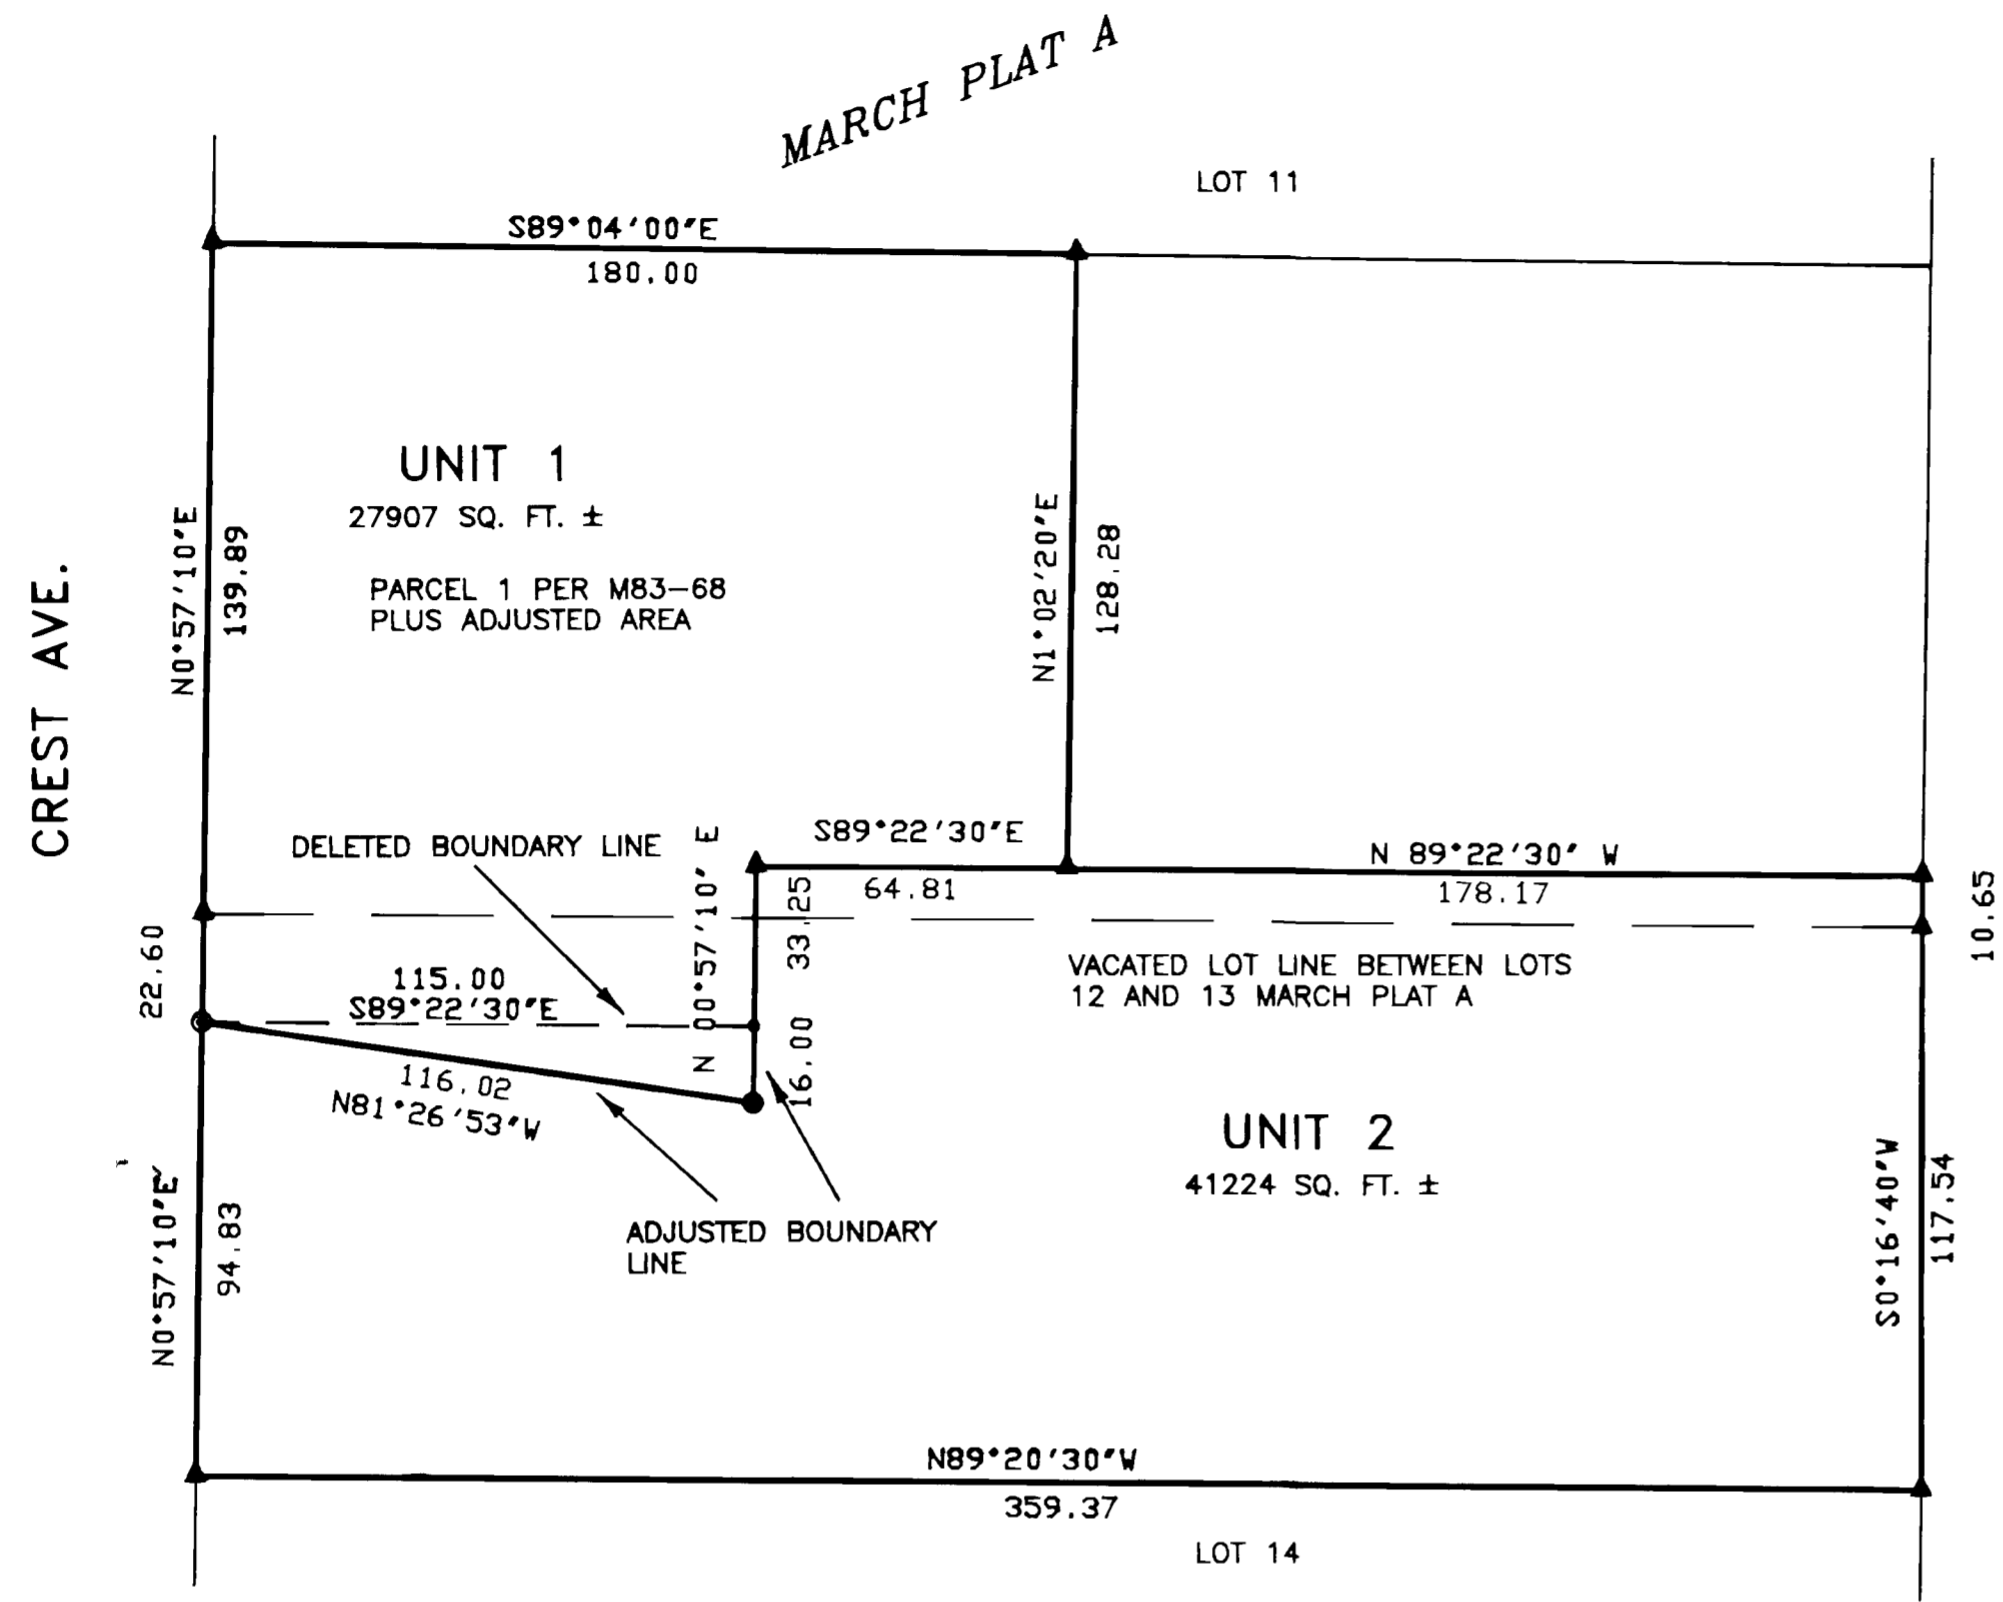 MARCH PLAT A
LOT 11
S89°04'00"E
180.00
UNIT 1
27907 SQ. FT. ±
PARCEL 1 PER M83-68
PLUS ADJUSTED AREA
N0°57'10"E
139.89
N1°02'20"E
128.28
CREST AVE.
DELETED BOUNDARY LINE
S89°22'30"E
64.81
N 89°22'30" W
178.17
10.65
N 00°57'10' E
33.25
22.60
115.00
S89°22'30"E
VACATED LOT LINE BETWEEN LOTS
12 AND 13 MARCH PLAT A
16.00
116.02
N81°26'53"W
UNIT 2
41224 SQ. FT. ±
ADJUSTED BOUNDARY
LINE
N0°57'10"E
94.83
S0°16'40"W
117.54
N89°20'30"W
359.37
LOT 14